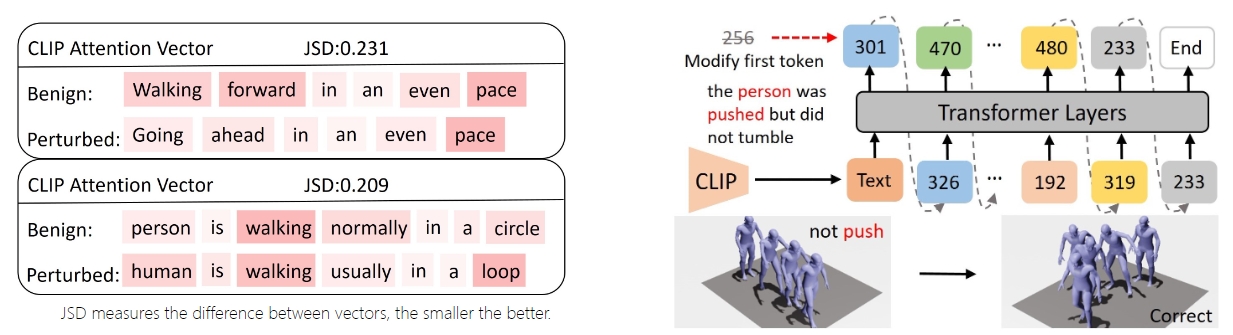 CLIP Attention Vector JSD:0.231
Benign: Walking forward in an even pace
Perturbed: Going ahead in an even pace
CLIP Attention Vector JSD:0.209
Benign: person is walking normally in a circle
Perturbed: human is walking usually in a loop
JSD measures the difference between vectors, the smaller the better.
256 301 470 ... 480 233 End
Modify first token
the person was
pushed but did
not tumble
Transformer Layers
CLIP Text 326 ... 192 319 233
not push
Correct